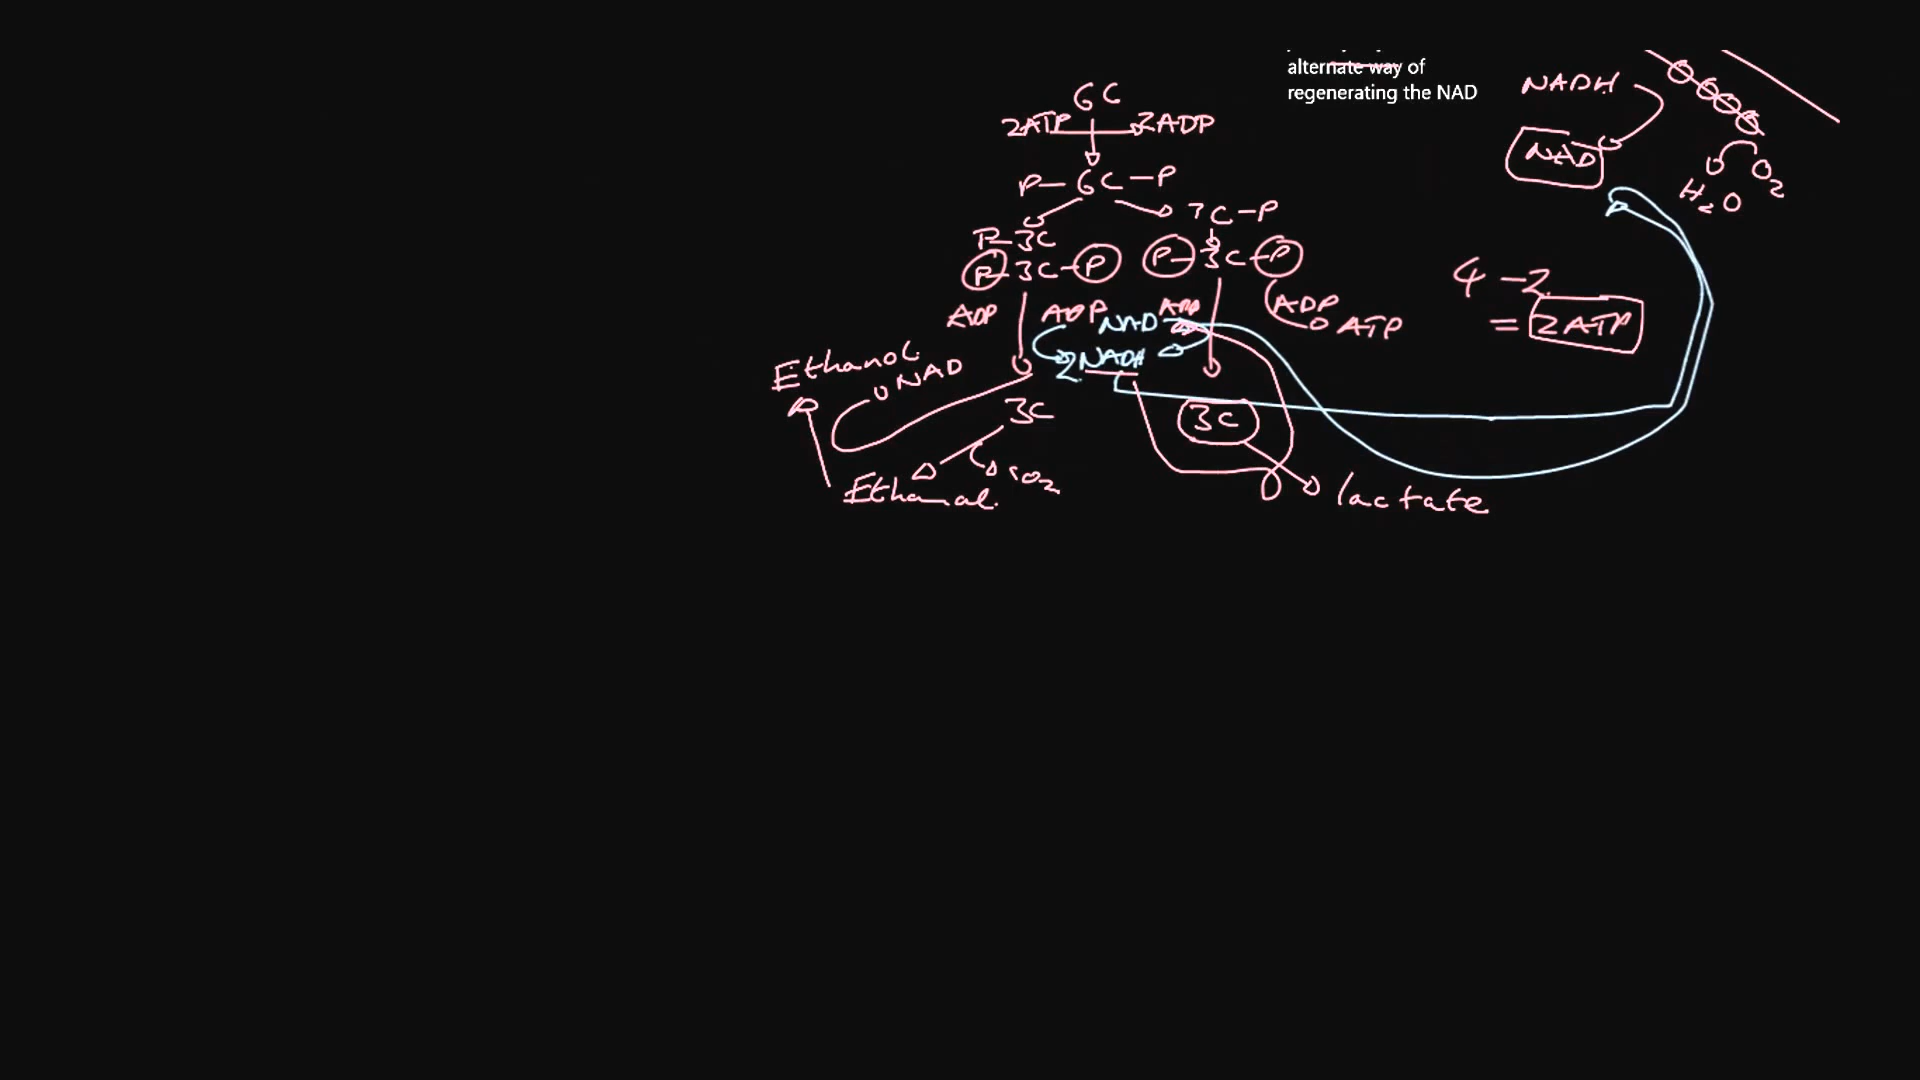 alternate way of
regenerating the NAD
NADH
NAD
O2
H2O
6C
2ATP 2ADP
P-6C-P
P-3C
3C-P
P-3C-P
P-3C-P
4-2
=2ATP
ADP
ADP
ADP
ADP
ATP
NAD
2NADH
Ethanol
NAD
3C
3C
CO2
Ethanal
lactate